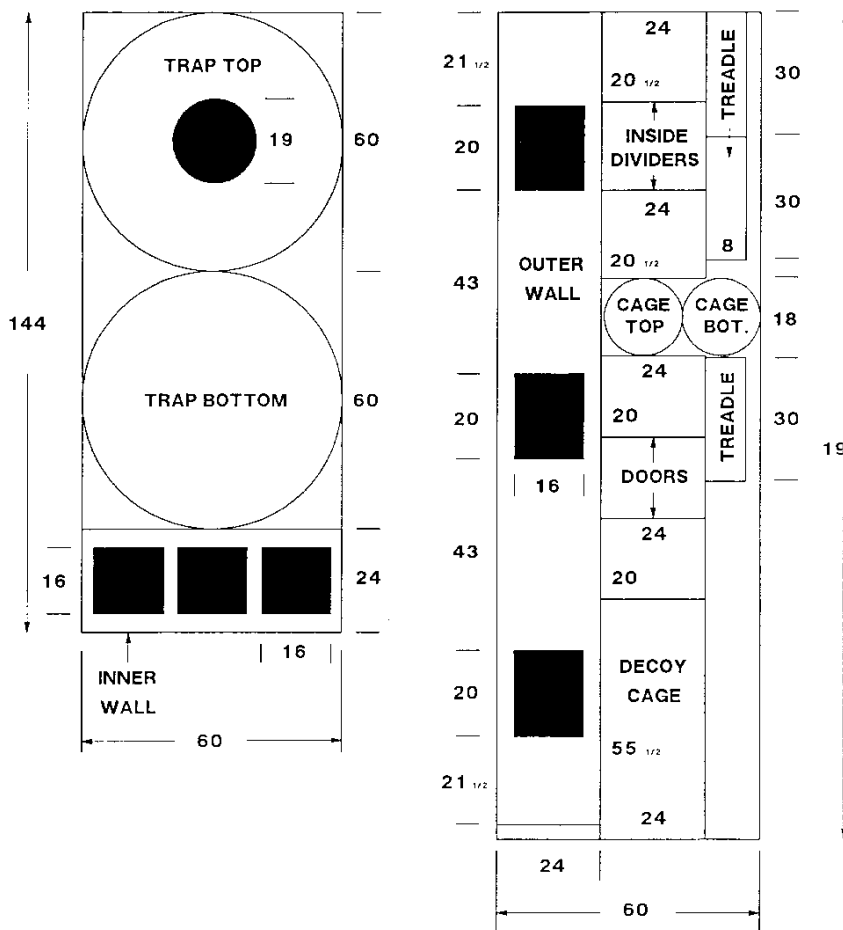 TRAP TOP
19
60
144
TRAP BOTTOM
60
16
24
16
INNER
WALL
60
21 1/2
20
43
20
43
20
21 1/2
OUTER
WALL
16
24
20 1/2
INSIDE
DIVIDERS
24
20 1/2
CAGE
TOP
CAGE
BOT.
24
20
DOORS
24
20
DECOY
CAGE
55 1/2
24
TREADLE
8
TREADLE
30
30
18
30
19
24
60